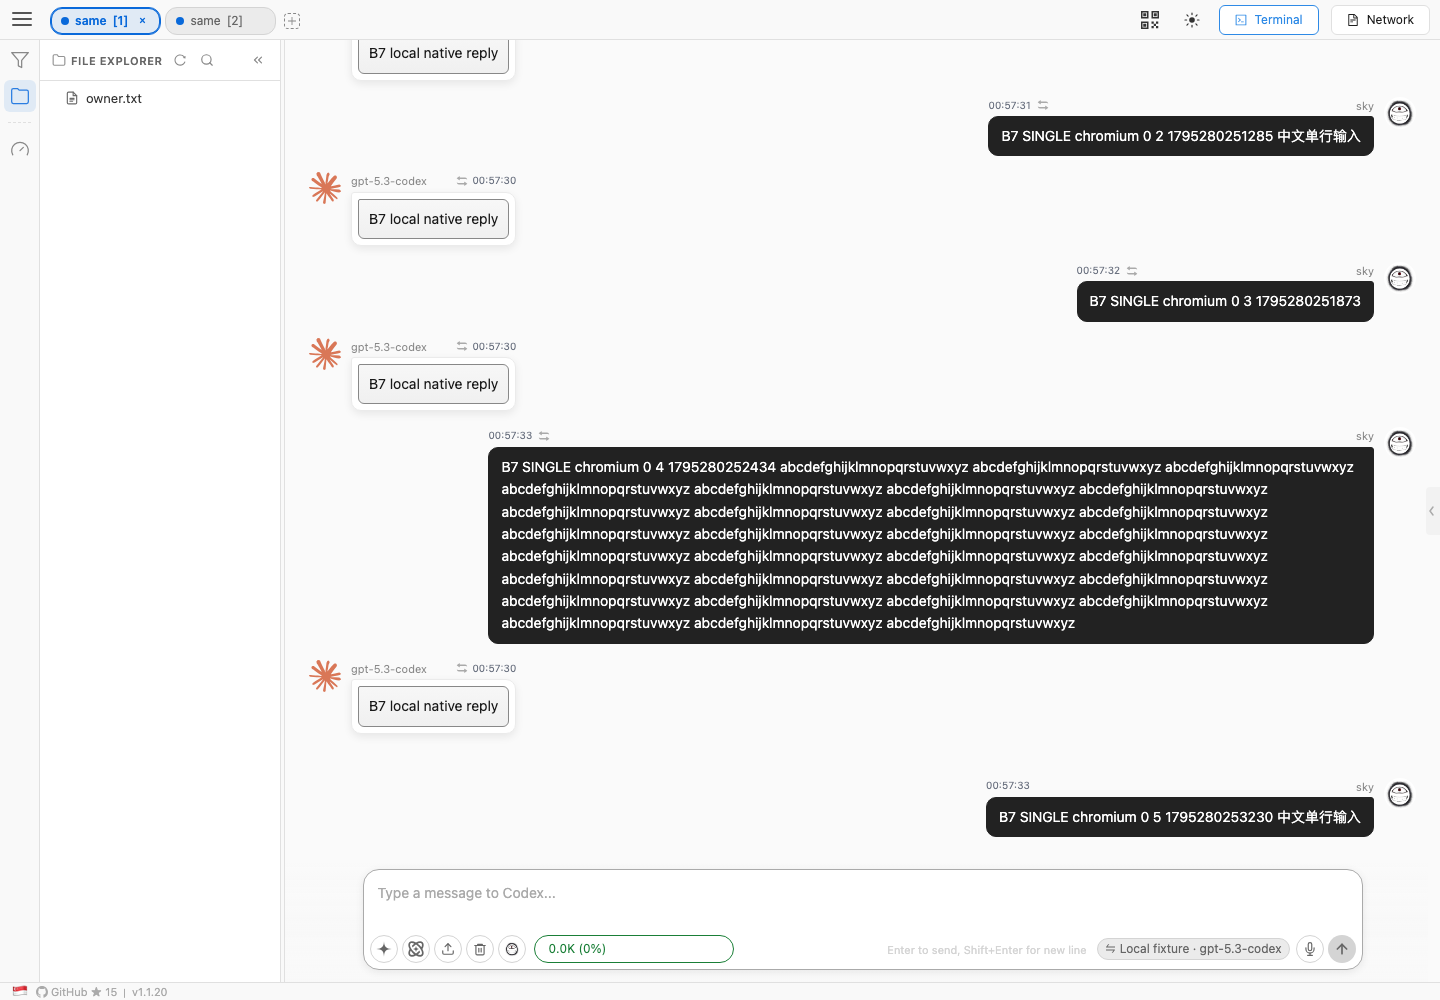 same [1] ×
same [2]
Terminal
Network
FILE EXPLORER
owner.txt
B7 local native reply
00:57:31
sky
B7 SINGLE chromium 0 2 1795280251285 中文单行输入
gpt-5.3-codex
00:57:30
B7 local native reply
00:57:32
sky
B7 SINGLE chromium 0 3 1795280251873
gpt-5.3-codex
00:57:30
B7 local native reply
00:57:33
sky
B7 SINGLE chromium 0 4 1795280252434 abcdefghijklmnopqrstuvwxyz abcdefghijklmnopqrstuvwxyz abcdefghijklmnopqrstuvwxyz
abcdefghijklmnopqrstuvwxyz abcdefghijklmnopqrstuvwxyz abcdefghijklmnopqrstuvwxyz abcdefghijklmnopqrstuvwxyz
abcdefghijklmnopqrstuvwxyz abcdefghijklmnopqrstuvwxyz abcdefghijklmnopqrstuvwxyz abcdefghijklmnopqrstuvwxyz
abcdefghijklmnopqrstuvwxyz abcdefghijklmnopqrstuvwxyz abcdefghijklmnopqrstuvwxyz abcdefghijklmnopqrstuvwxyz
abcdefghijklmnopqrstuvwxyz abcdefghijklmnopqrstuvwxyz abcdefghijklmnopqrstuvwxyz abcdefghijklmnopqrstuvwxyz
abcdefghijklmnopqrstuvwxyz abcdefghijklmnopqrstuvwxyz abcdefghijklmnopqrstuvwxyz abcdefghijklmnopqrstuvwxyz
abcdefghijklmnopqrstuvwxyz abcdefghijklmnopqrstuvwxyz abcdefghijklmnopqrstuvwxyz abcdefghijklmnopqrstuvwxyz
abcdefghijklmnopqrstuvwxyz abcdefghijklmnopqrstuvwxyz abcdefghijklmnopqrstuvwxyz
gpt-5.3-codex
00:57:30
B7 local native reply
00:57:33
sky
B7 SINGLE chromium 0 5 1795280253230 中文单行输入
Type a message to Codex...
0.0K (0%)
Enter to send, Shift+Enter for new line
Local fixture · gpt-5.3-codex
GitHub ★ 15 | v1.1.20